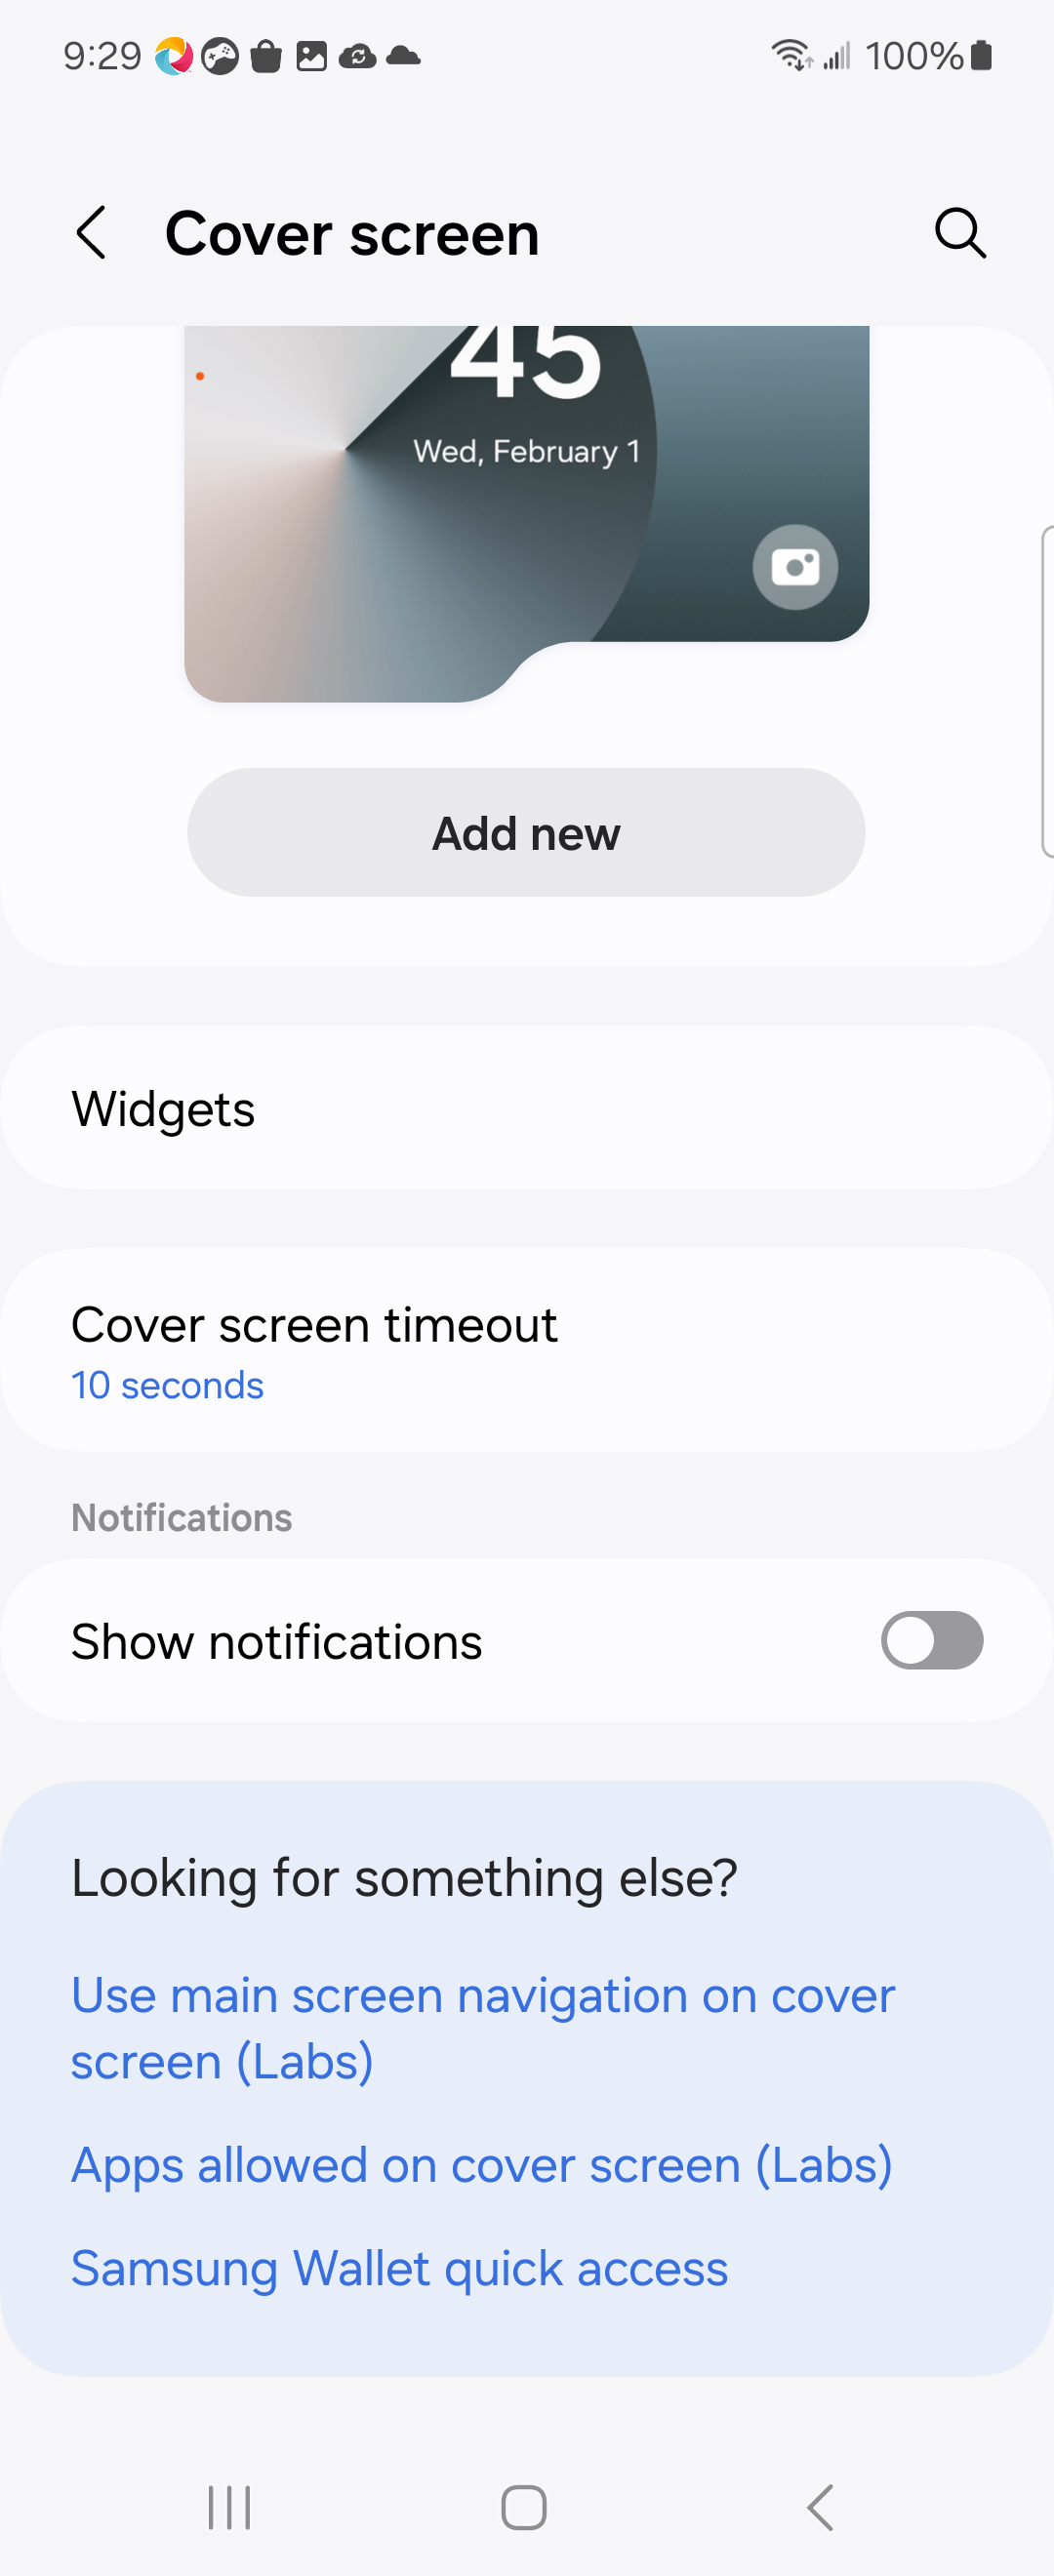 9:29
100%
Cover screen
45
Wed, February 1
Add new
Widgets
Cover screen timeout
10 seconds
Notifications
Show notifications
Looking for something else?
Use main screen navigation on cover
screen (Labs)
Apps allowed on cover screen (Labs)
Samsung Wallet quick access